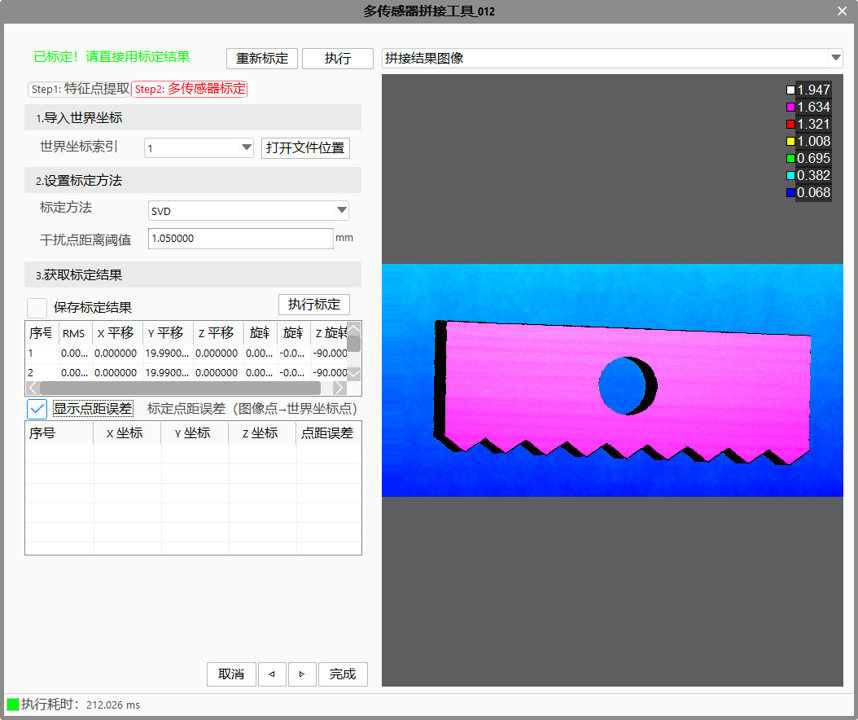 多传感器拼接工具_012
已标定！请直接用标定结果
重新标定
执行
拼接结果图像
Step1: 特征点提取
Step2: 多传感器标定
1.导入世界坐标
世界坐标索引
1
打开文件位置
2.设置标定方法
标定方法
SVD
干扰点距离阈值
1.050000
mm
3.获取标定结果
保存标定结果
执行标定
序号 RMS X 平移 Y 平移 Z 平移 旋转 旋转 Z 旋转
1 0.00... 0.000000 19.9900... 0.000000 0.00... -0.0... -90.000
2 0.00... 0.000000 19.9900... 0.000000 0.00... -0.0... -90.000
显示点距误差
标定点距误差（图像点→世界坐标点）
序号 X 坐标 Y 坐标 Z 坐标 点距误差
取消
完成
执行耗时：212.026 ms
1.947
1.634
1.321
1.008
0.695
0.382
0.068